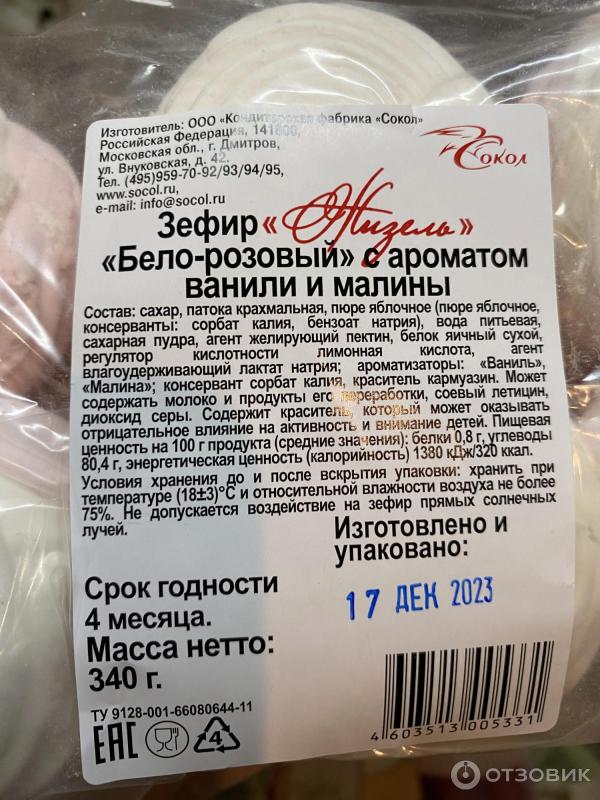 Изготовитель: ООО «Кондитерская фабрика «Сокол»
Российская Федерация, 141800,
Московская обл., г. Дмитров,
ул. Внуковская, д. 42.
Тел. (495)959-70-92/93/94/95,
www.socol.ru,
e-mail: info@socol.ru
Сокол
Зефир «Жизель»
«Бело-розовый» с ароматом
ванили и малины
Состав: сахар, патока крахмальная, пюре яблочное (пюре яблочное,
консерванты: сорбат калия, бензоат натрия), вода питьевая,
сахарная пудра, агент желирующий пектин, белок яичный сухой,
регулятор кислотности лимонная кислота, агент
влагоудерживающий лактат натрия; ароматизаторы: «Ваниль»,
«Малина»; консервант сорбат калия, краситель кармуазин. Может
содержать молоко и продукты его переработки, соевый летицин,
диоксид серы. Содержит краситель, который может оказывать
отрицательное влияние на активность и внимание детей. Пищевая
ценность на 100 г продукта (средние значения): белки 0,8 г, углеводы
80,4 г, энергетическая ценность (калорийность) 1380 кДж/320 ккал.
Условия хранения до и после вскрытия упаковки: хранить при
температуре (18±3)°С и относительной влажности воздуха не более
75%. Не допускается воздействие на зефир прямых солнечных
лучей.
Изготовлено и
упаковано:
17 ДЕК 2023
Срок годности
4 месяца.
Масса нетто:
340 г.
ТУ 9128-001-66080644-11
EAC
4
4603513005331
ОТЗОВИК